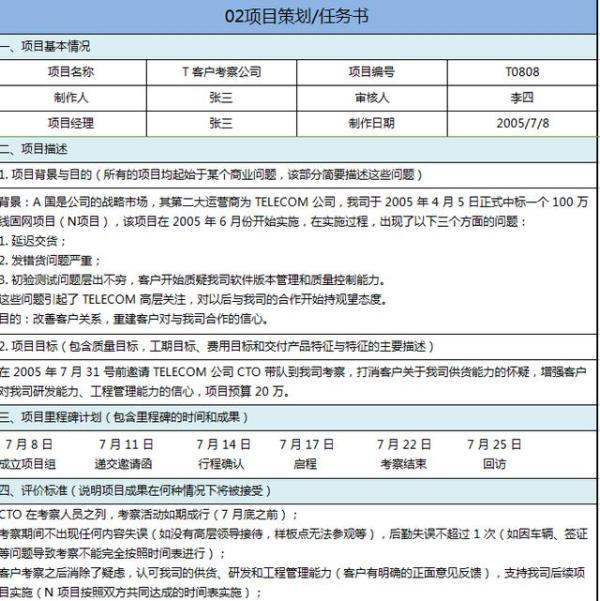 02项目策划/任务书
一、项目基本情况
项目名称 T 客户考察公司 项目编号 T0808
制作人 张三 审核人 李四
项目经理 张三 制作日期 2005/7/8
二、项目描述
1. 项目背景与目的（所有的项目均起始于某个商业问题，该部分简要描述这些问题）
背景：A 国是公司的战略市场，其第二大运营商为 TELECOM 公司，我司于 2005 年 4 月 5 日正式中标一个 100 万
线固网项目（N项目），该项目在 2005 年 6 月份开始实施，在实施过程，出现了以下三个方面的问题：
1. 延迟交货；
2. 发错货问题严重；
3. 初验测试问题层出不穷，客户开始质疑我司软件版本管理和质量控制能力。
这些问题引起了 TELECOM 高层关注，对以后与我司的合作开始持观望态度。
目的：改善客户关系，重建客户对与我司合作的信心。
2. 项目目标（包含质量目标，工期目标、费用目标和交付产品特征与特征的主要描述）
在 2005 年 7 月 31 号前邀请 TELECOM 公司 CTO 带队到我司考察，打消客户关于我司供货能力的怀疑，增强客户
对我司研发能力、工程管理能力的信心，项目预算 20 万。
三、项目里程碑计划（包含里程碑的时间和成果）
7 月 8 日 7 月 11 日 7 月 14 日 7 月 17 日 7 月 22 日 7 月 25 日
成立项目组 递交邀请函 行程确认 启程 考察结束 回访
四、评价标准（说明项目成果在何种情况下将被接受）
CTO 在考察人员之列，考察活动如期成行（7 月底之前）；
考察期间不出现任何内容失误（如没有高层领导接待，样板点无法参观等），后勤失误不超过 1 次（如因车辆、签证
等问题导致考察不能完全按照时间表进行）；
客户考察之后消除了疑虑，认可我司的供货、研发和工程管理能力（客户有明确的正面意见反馈），支持我司后续项
目实施（N 项目按照双方共同达成的时间表实施）；